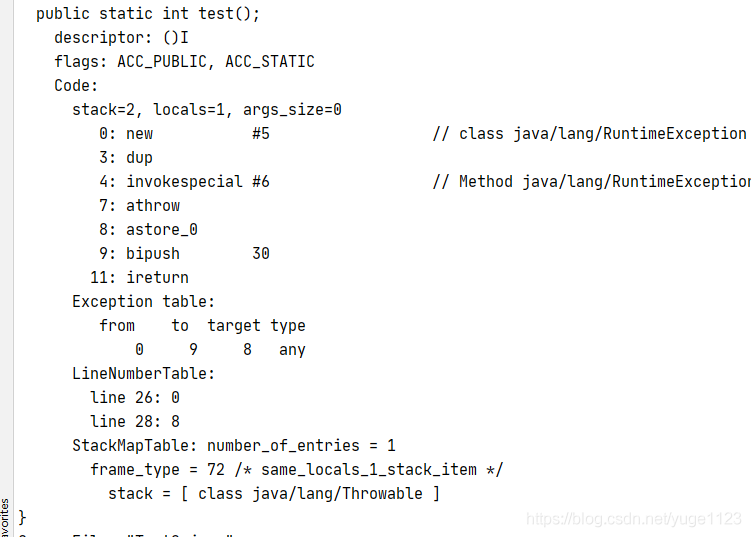 public static int test();
descriptor: ()I
flags: ACC_PUBLIC, ACC_STATIC
Code:
stack=2, locals=1, args_size=0
0: new #5 // class java/lang/RuntimeException
3: dup
4: invokespecial #6 // Method java/lang/RuntimeException
7: athrow
8: astore_0
9: bipush 30
11: ireturn
Exception table:
from to target type
0 9 8 any
LineNumberTable:
line 26: 0
line 28: 8
StackMapTable: number_of_entries = 1
frame_type = 72 /* same_locals_1_stack_item */
stack = [ class java/lang/Throwable ]
}
https://blog.csdn.net/yuge1123
avorites